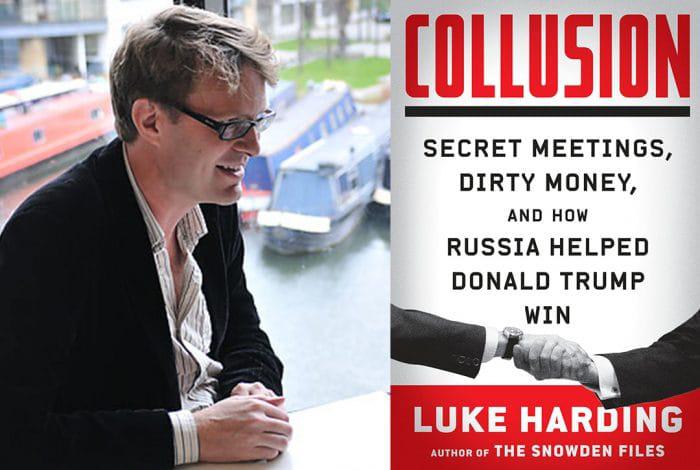 COLLUSION
SECRET MEETINGS,
DIRTY MONEY,
AND HOW
RUSSIA HELPED
DONALD TRUMP
WIN
LUKE HARDING
AUTHOR OF THE SNOWDEN FILES